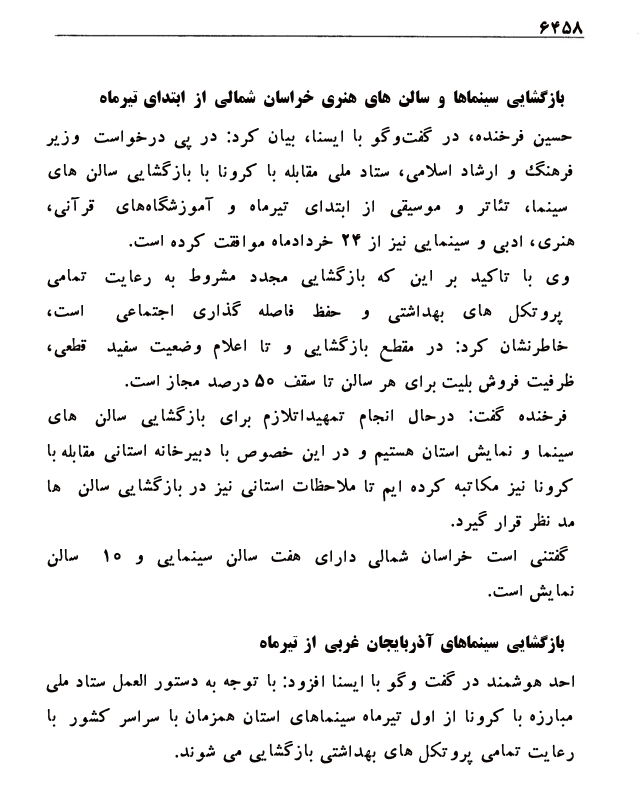 ۶۴۵۸
بازگشایی سینماها و سالن های هنری خراسان شمالی از ابتدای تیرماه
حسین فرخنده، در گفت‌وگو با ایسنا، بیان کرد: در پی درخواست وزیر
فرهنگ و ارشاد اسلامی، ستاد ملی مقابله با کرونا با بازگشایی سالن های
سینما، تئاتر و موسیقی از ابتدای تیرماه و آموزشگاه‌های قرآنی،
هنری، ادبی و سینمایی نیز از ۲۴ خردادماه موافقت کرده است.
وی با تاکید بر این که بازگشایی مجدد مشروط به رعایت تمامی
پروتکل های بهداشتی و حفظ فاصله گذاری اجتماعی است،
خاطرنشان کرد: در مقطع بازگشایی و تا اعلام وضعیت سفید قطعی،
ظرفیت فروش بلیت برای هر سالن تا سقف ۵۰ درصد مجاز است.
فرخنده گفت: درحال انجام تمهیداتلازم برای بازگشایی سالن های
سینما و نمایش استان هستیم و در این خصوص با دبیرخانه استانی مقابله با
کرونا نیز مکاتبه کرده ایم تا ملاحظات استانی نیز در بازگشایی سالن ها
مد نظر قرار گیرد.
گفتنی است خراسان شمالی دارای هفت سالن سینمایی و ۱۰ سالن
نمایش است.
بازگشایی سینماهای آذربایجان غربی از تیرماه
احد هوشمند در گفت وگو با ایسنا افزود: با توجه به دستور العمل ستاد ملی
مبارزه با کرونا از اول تیرماه سینماهای استان همزمان با سراسر کشور با
رعایت تمامی پروتکل های بهداشتی بازگشایی می شوند.